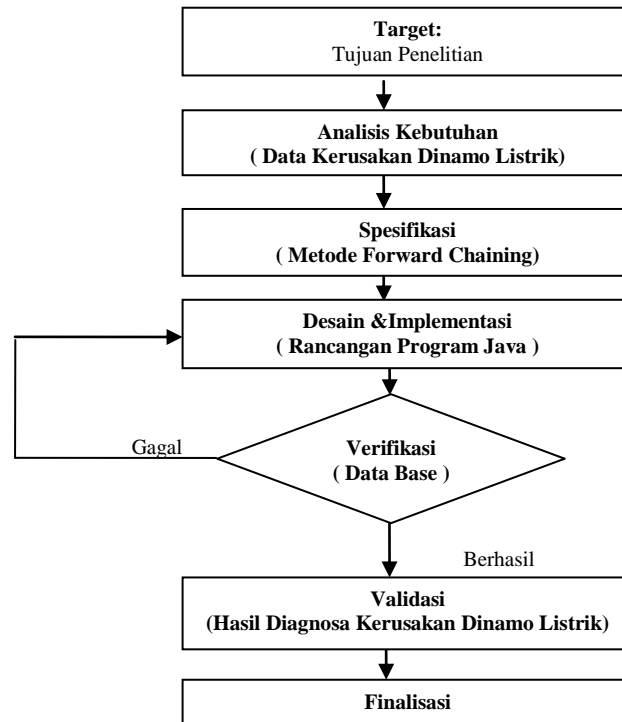 Target:
Tujuan Penelitian
Analisis Kebutuhan
( Data Kerusakan Dinamo Listrik)
Spesifikasi
( Metode Forward Chaining)
Desain &Implementasi
( Rancangan Program Java )
Gagal
Verifikasi
( Data Base )
Berhasil
Validasi
(Hasil Diagnosa Kerusakan Dinamo Listrik)
Finalisasi